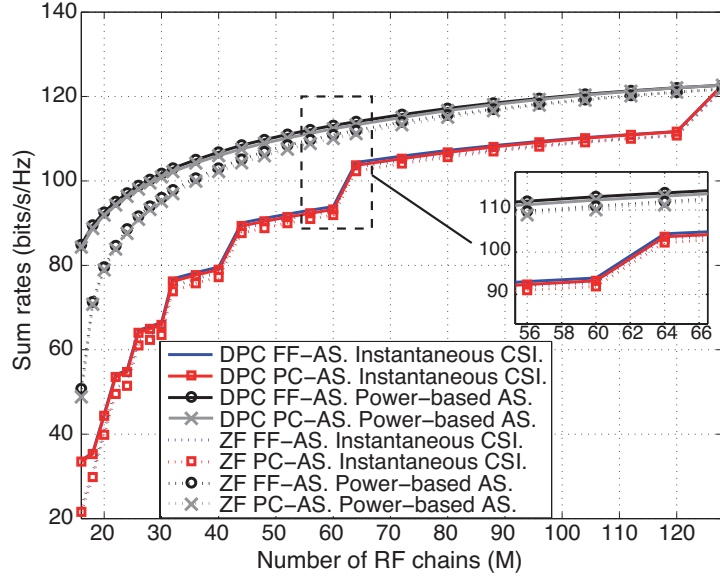 Sum rates (bits/s/Hz)
140
120
100
80
60
40
20
110
100
90
56 58 60 62 64 66
DPC FF-AS. Instantaneous CSI.
DPC PC-AS. Instantaneous CSI.
DPC FF-AS. Power-based AS.
DPC PC-AS. Power-based AS.
ZF FF-AS. Instantaneous CSI.
ZF PC-AS. Instantaneous CSI.
ZF FF-AS. Power-based AS.
ZF PC-AS. Power-based AS.
20 30 40 50 60 70 80 90 100 110 120
Number of RF chains (M)